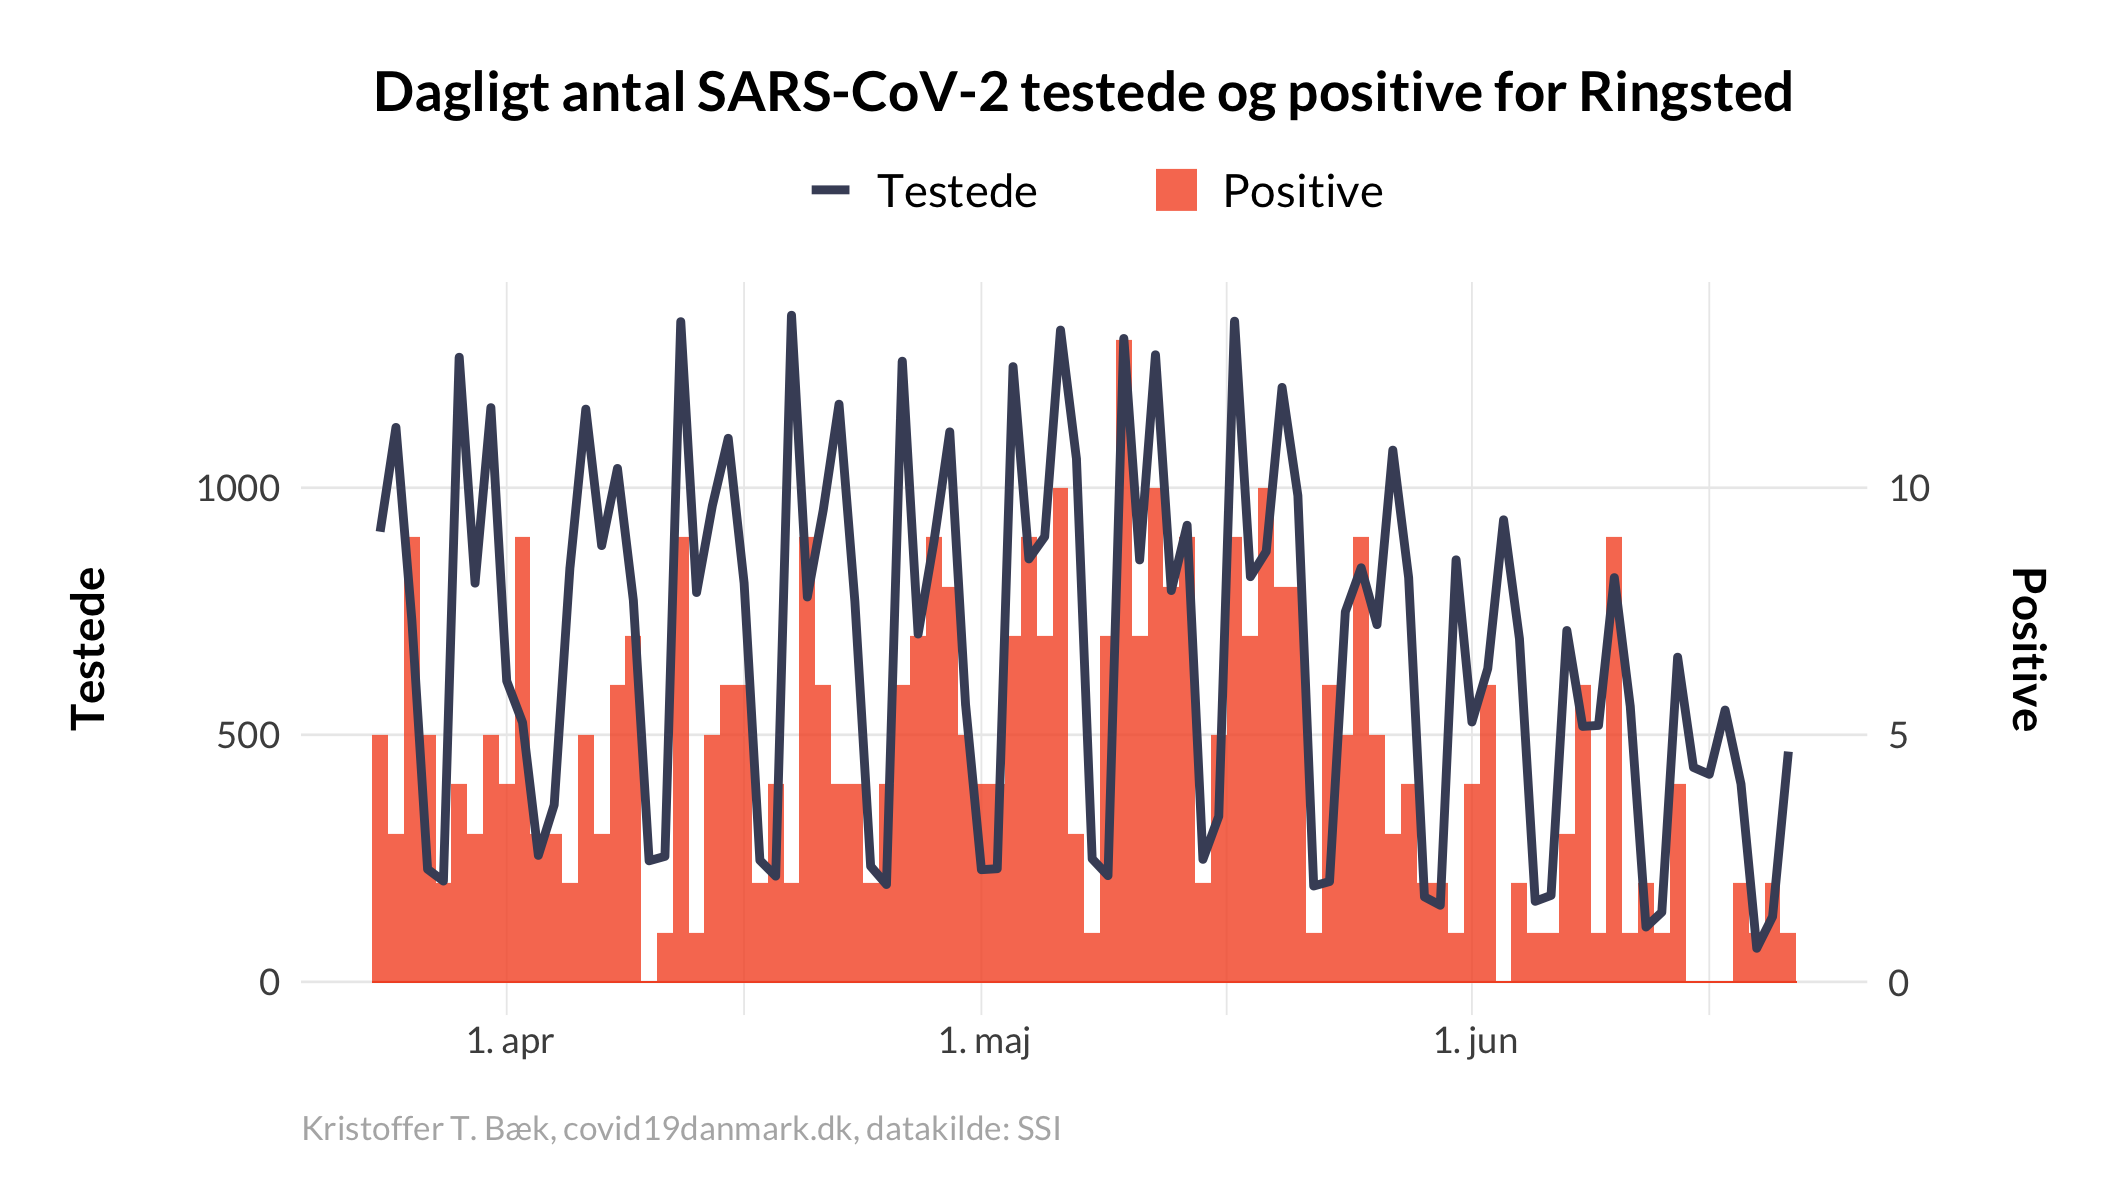 Dagligt antal SARS-CoV-2 testede og positive for Ringsted
Testede
Positive
Testede
1000
500
0
10
5
0
Positive
1. apr
1. maj
1. jun
Kristoffer T. Bæk, covid19danmark.dk, datakilde: SSI